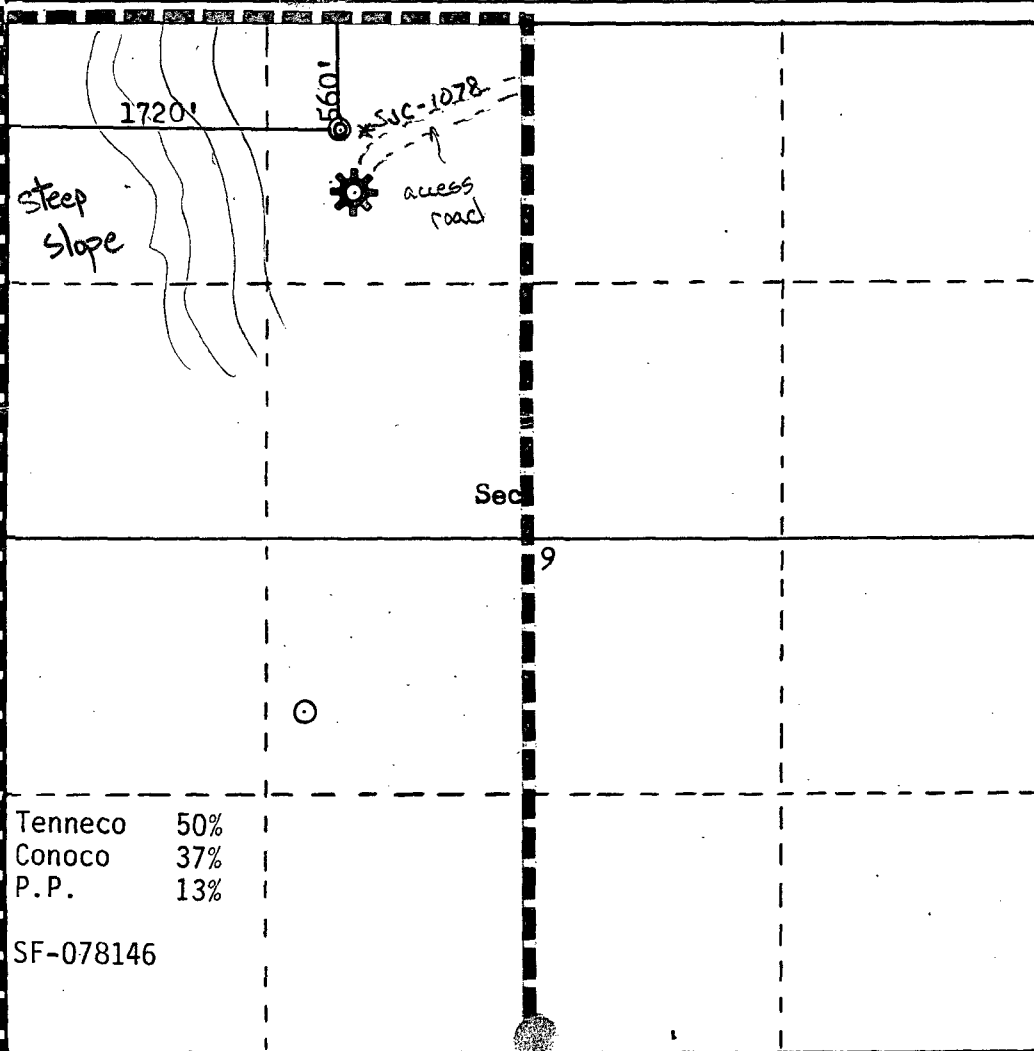 560'
1720'
SJC-1078
access
road
steep
slope
Sec
9
Tenneco 50%
Conoco 37%
P.P. 13%
SF-078146